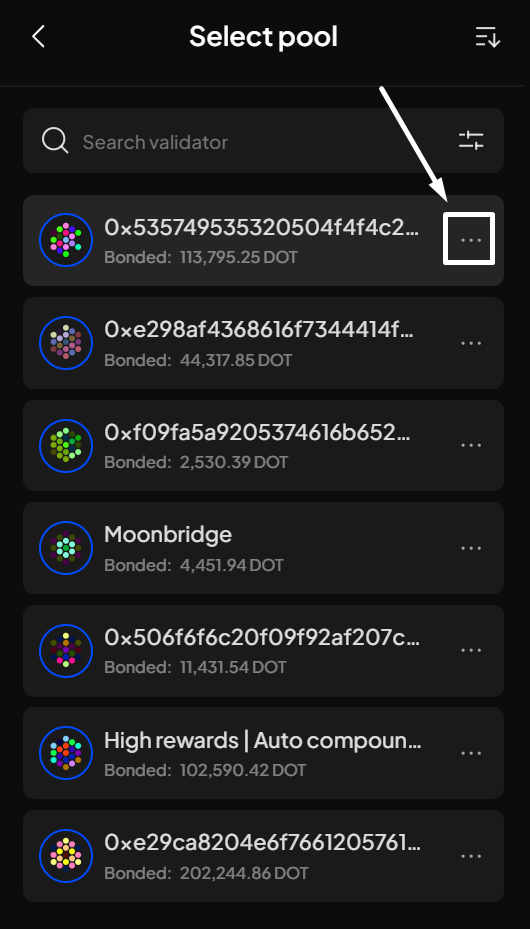 Select pool
Search validator
0x535749535320504f4f4c2...
Bonded: 113,795.25 DOT
0xe298af4368616f7344414f...
Bonded: 44,317.85 DOT
0xf09fa5a9205374616b652...
Bonded: 2,530.39 DOT
Moonbridge
Bonded: 4,451.94 DOT
0x506f6f6c20f09f92af207c...
Bonded: 11,431.54 DOT
High rewards | Auto compoun...
Bonded: 102,590.42 DOT
0xe29ca8204e6f7661205761...
Bonded: 202,244.86 DOT